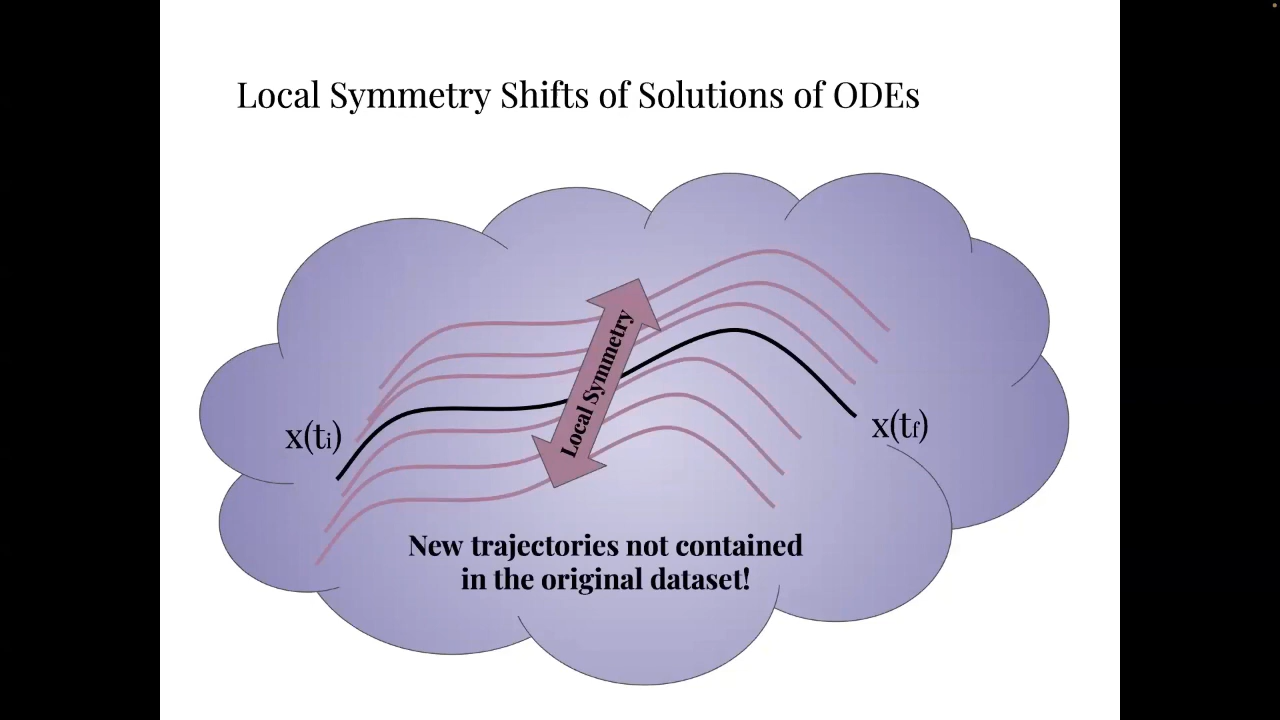 Local Symmetry Shifts of Solutions of ODEs
Local Symmetry
x(ti)
x(tf)
New trajectories not contained
in the original dataset!